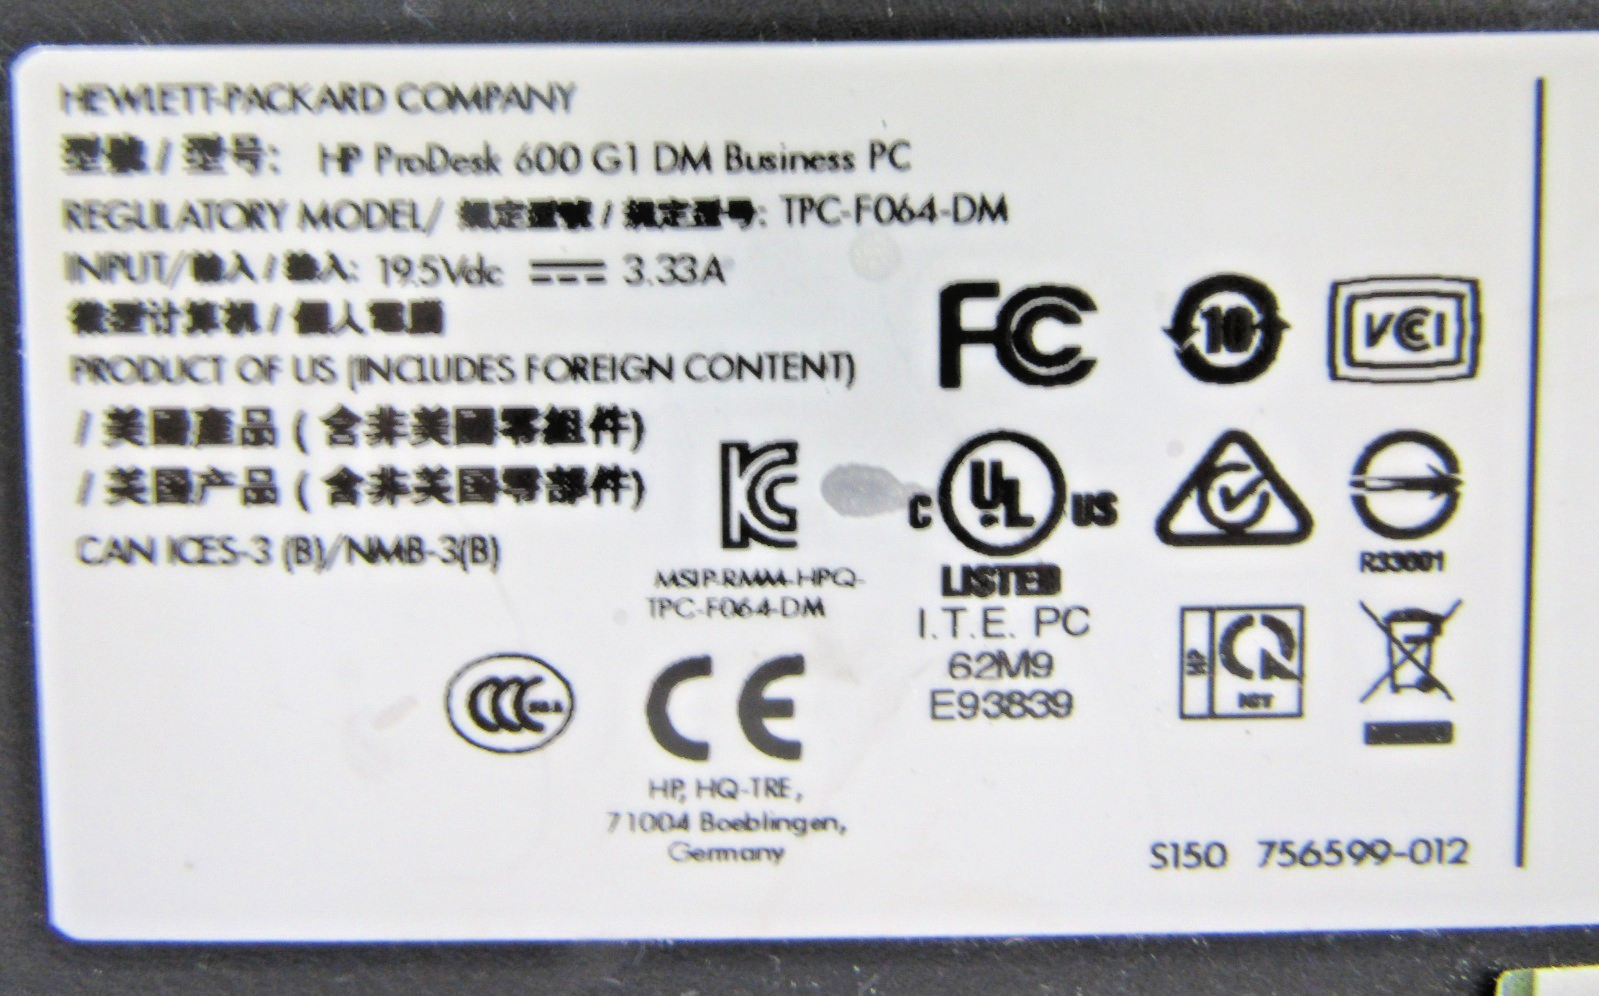 HEWLETT-PACKARD COMPANY
型號 / 型号: HP ProDesk 600 G1 DM Business PC
REGULATORY MODEL/ 規定型號 / 规定型号: TPC-F064-DM
INPUT/輸入 / 输入: 19.5Vdc 3.33A
微型计算机 / 個人電腦
PRODUCT OF US (INCLUDES FOREIGN CONTENT)
/ 美國產品 ( 含非美國零組件)
/ 美国产品 ( 含非美国零部件)
CAN ICES-3 (B)/NMB-3(B)
FC
10
VCI
KC
MSIP-RMM-HPQ-
TPC-F064-DM
C UL US
LISTED
I.T.E. PC
62M9
E93839
R33001
HP
CCC
CE
HP, HQ-TRE,
71004 Boeblingen,
Germany
S150 756599-012